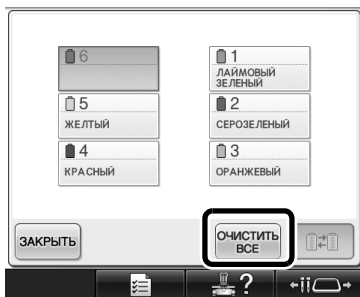 6
1
ЛАЙМОВЫЙ
ЗЕЛЕНЫЙ
5
ЖЕЛТЫЙ
2
СЕРОЗЕЛЕНЫЙ
4
КРАСНЫЙ
3
ОРАНЖЕВЫЙ
ЗАКРЫТЬ
ОЧИСТИТЬ
ВСЕ
?